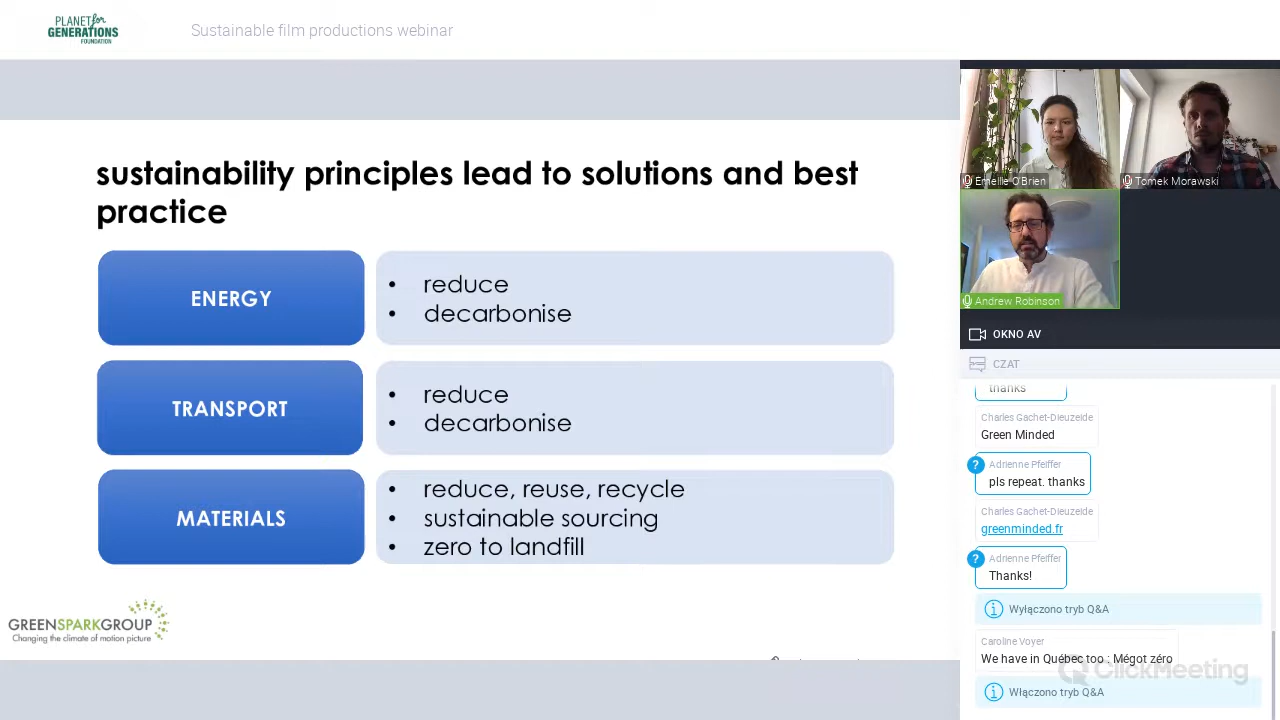 PLANET for
GENERATIONS
FOUNDATION
Sustainable film productions webinar
sustainability principles lead to solutions and best
practice
ENERGY
• reduce
• decarbonise
TRANSPORT
• reduce
• decarbonise
MATERIALS
• reduce, reuse, recycle
• sustainable sourcing
• zero to landfill
GREENSPARKGROUP
Changing the climate of motion picture
Emellie O'Brien
Tomek Morawski
Andrew Robinson
OKNO AV
CZAT
thanks
Charles Gachet-Dieuzeide
Green Minded
? Adrienne Pfeiffer
pls repeat. thanks
Charles Gachet-Dieuzeide
greenminded.fr
? Adrienne Pfeiffer
Thanks!
Wyłączono tryb Q&A
Caroline Voyer
We have in Québec too : Mégot zéro
ClickMeeting
Włączono tryb Q&A